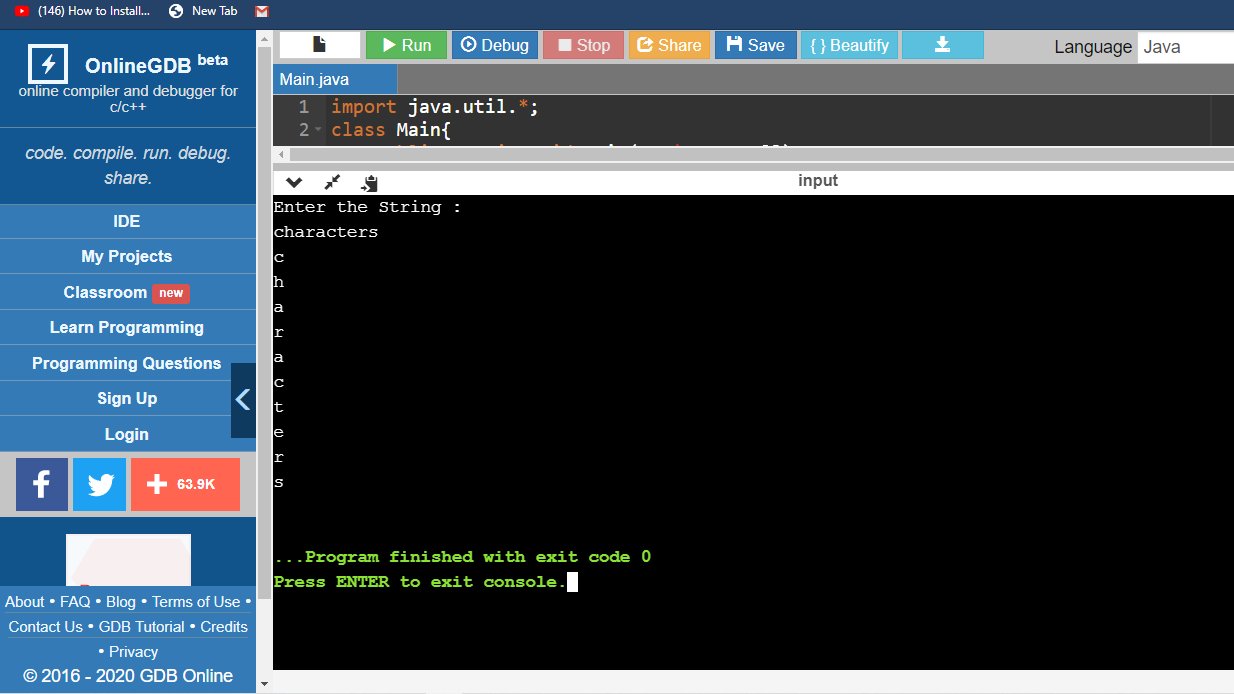 (146) How to Install... New Tab
Run Debug Stop Share Save { } Beautify Language Java
OnlineGDB beta
online compiler and debugger for
c/c++
code. compile. run. debug.
share.
IDE
My Projects
Classroom new
Learn Programming
Programming Questions
Sign Up
Login
63.9K
About • FAQ • Blog • Terms of Use •
Contact Us • GDB Tutorial • Credits
• Privacy
© 2016 - 2020 GDB Online
Main.java
1 import java.util.*;
2 class Main{
input
Enter the String :
characters
c
h
a
r
a
c
t
e
r
s
...Program finished with exit code 0
Press ENTER to exit console.